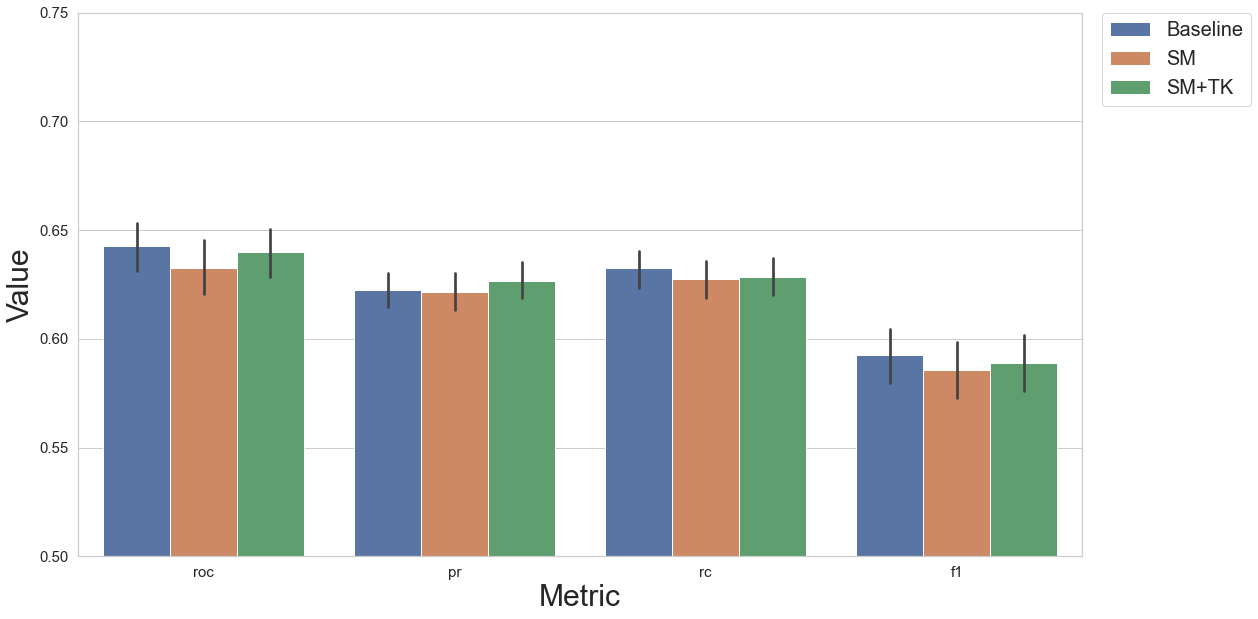 0.75
0.70
0.65
0.60
0.55
0.50
Value
roc
pr
rc
f1
Metric
Baseline
SM
SM+TK